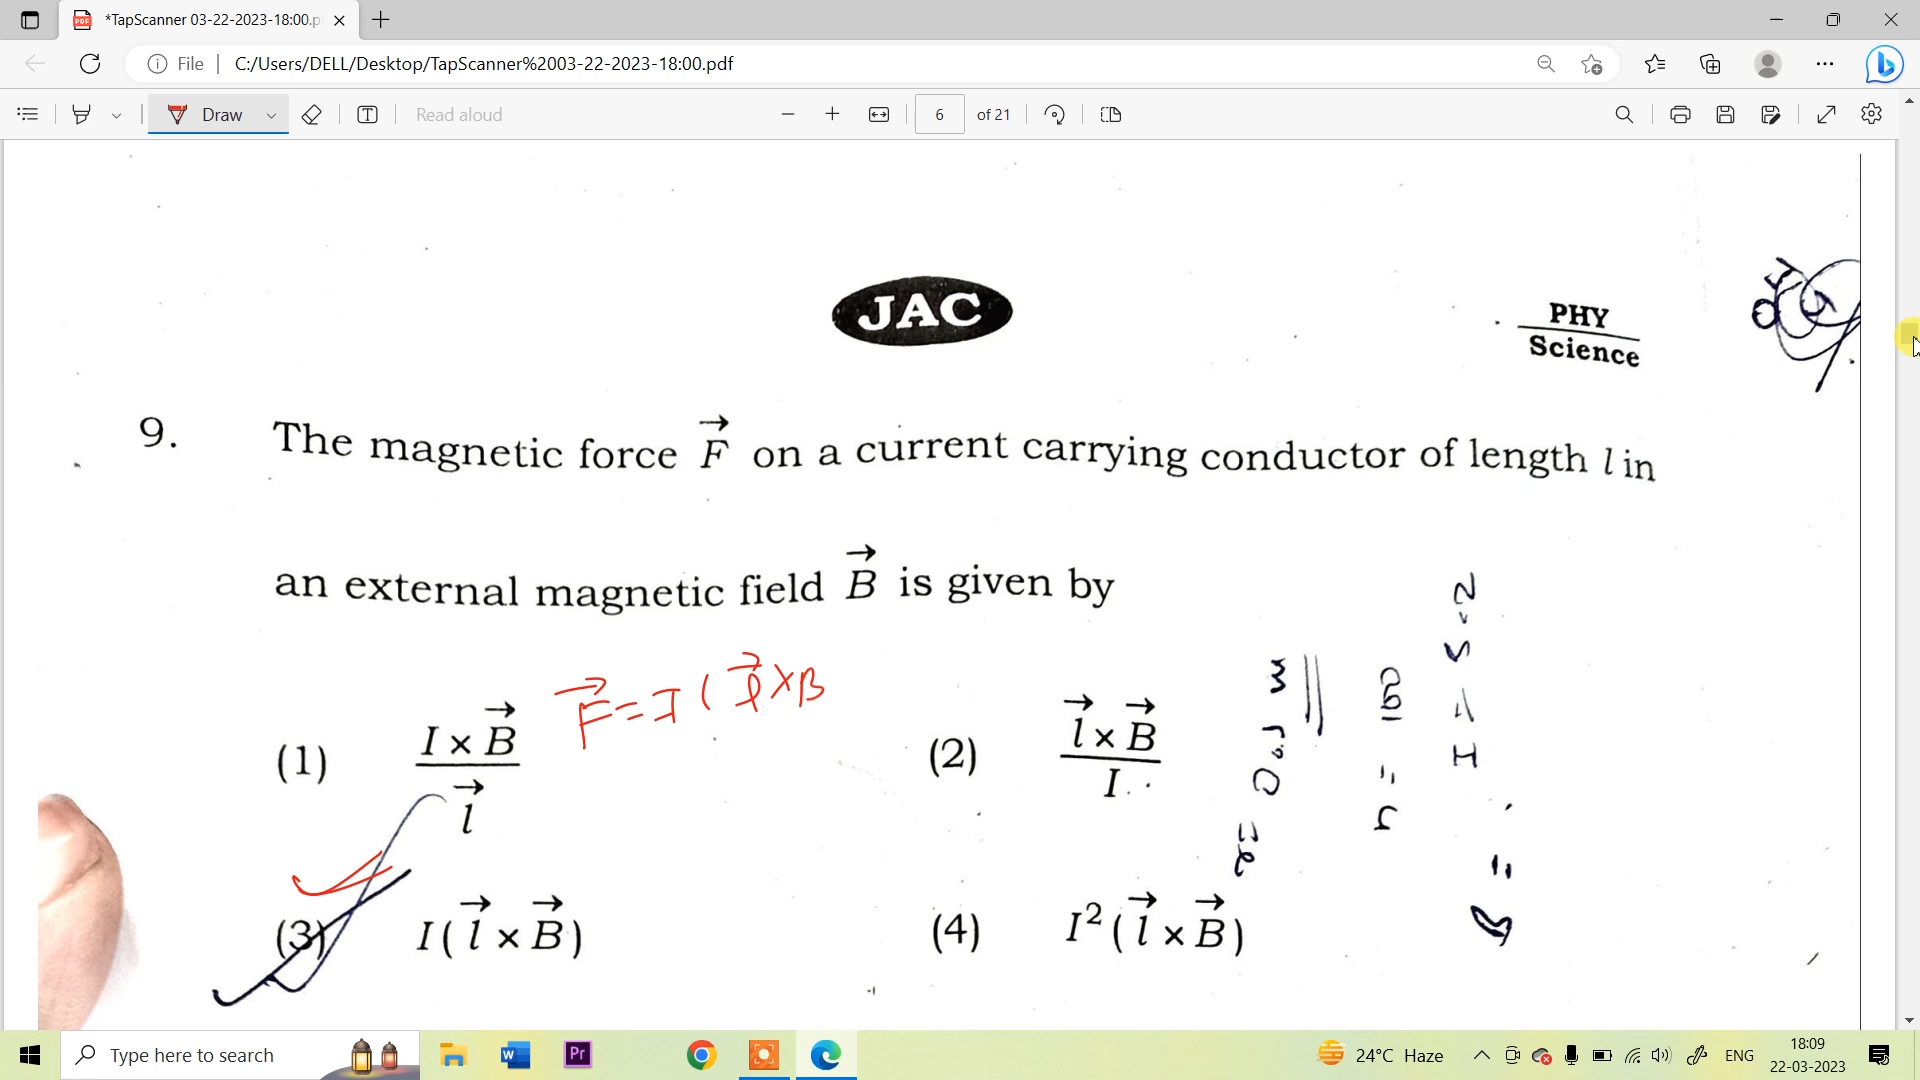 *TapScanner 03-22-2023-18:00.p
File
C:/Users/DELL/Desktop/TapScanner%2003-22-2023-18:00.pdf
Draw
Read aloud
6 of 21
JAC
PHY
Science
9. The magnetic force F⃗ on a current carrying conductor of length l in
an external magnetic field B⃗ is given by
F⃗ = I ( l⃗ × B
(1) I × B⃗ / l⃗
(2) l⃗ × B⃗ / I
(3) I ( l⃗ × B⃗ )
(4) I² ( l⃗ × B⃗ )
Type here to search
W
Pr
24°C Haze
ENG
18:09
22-03-2023